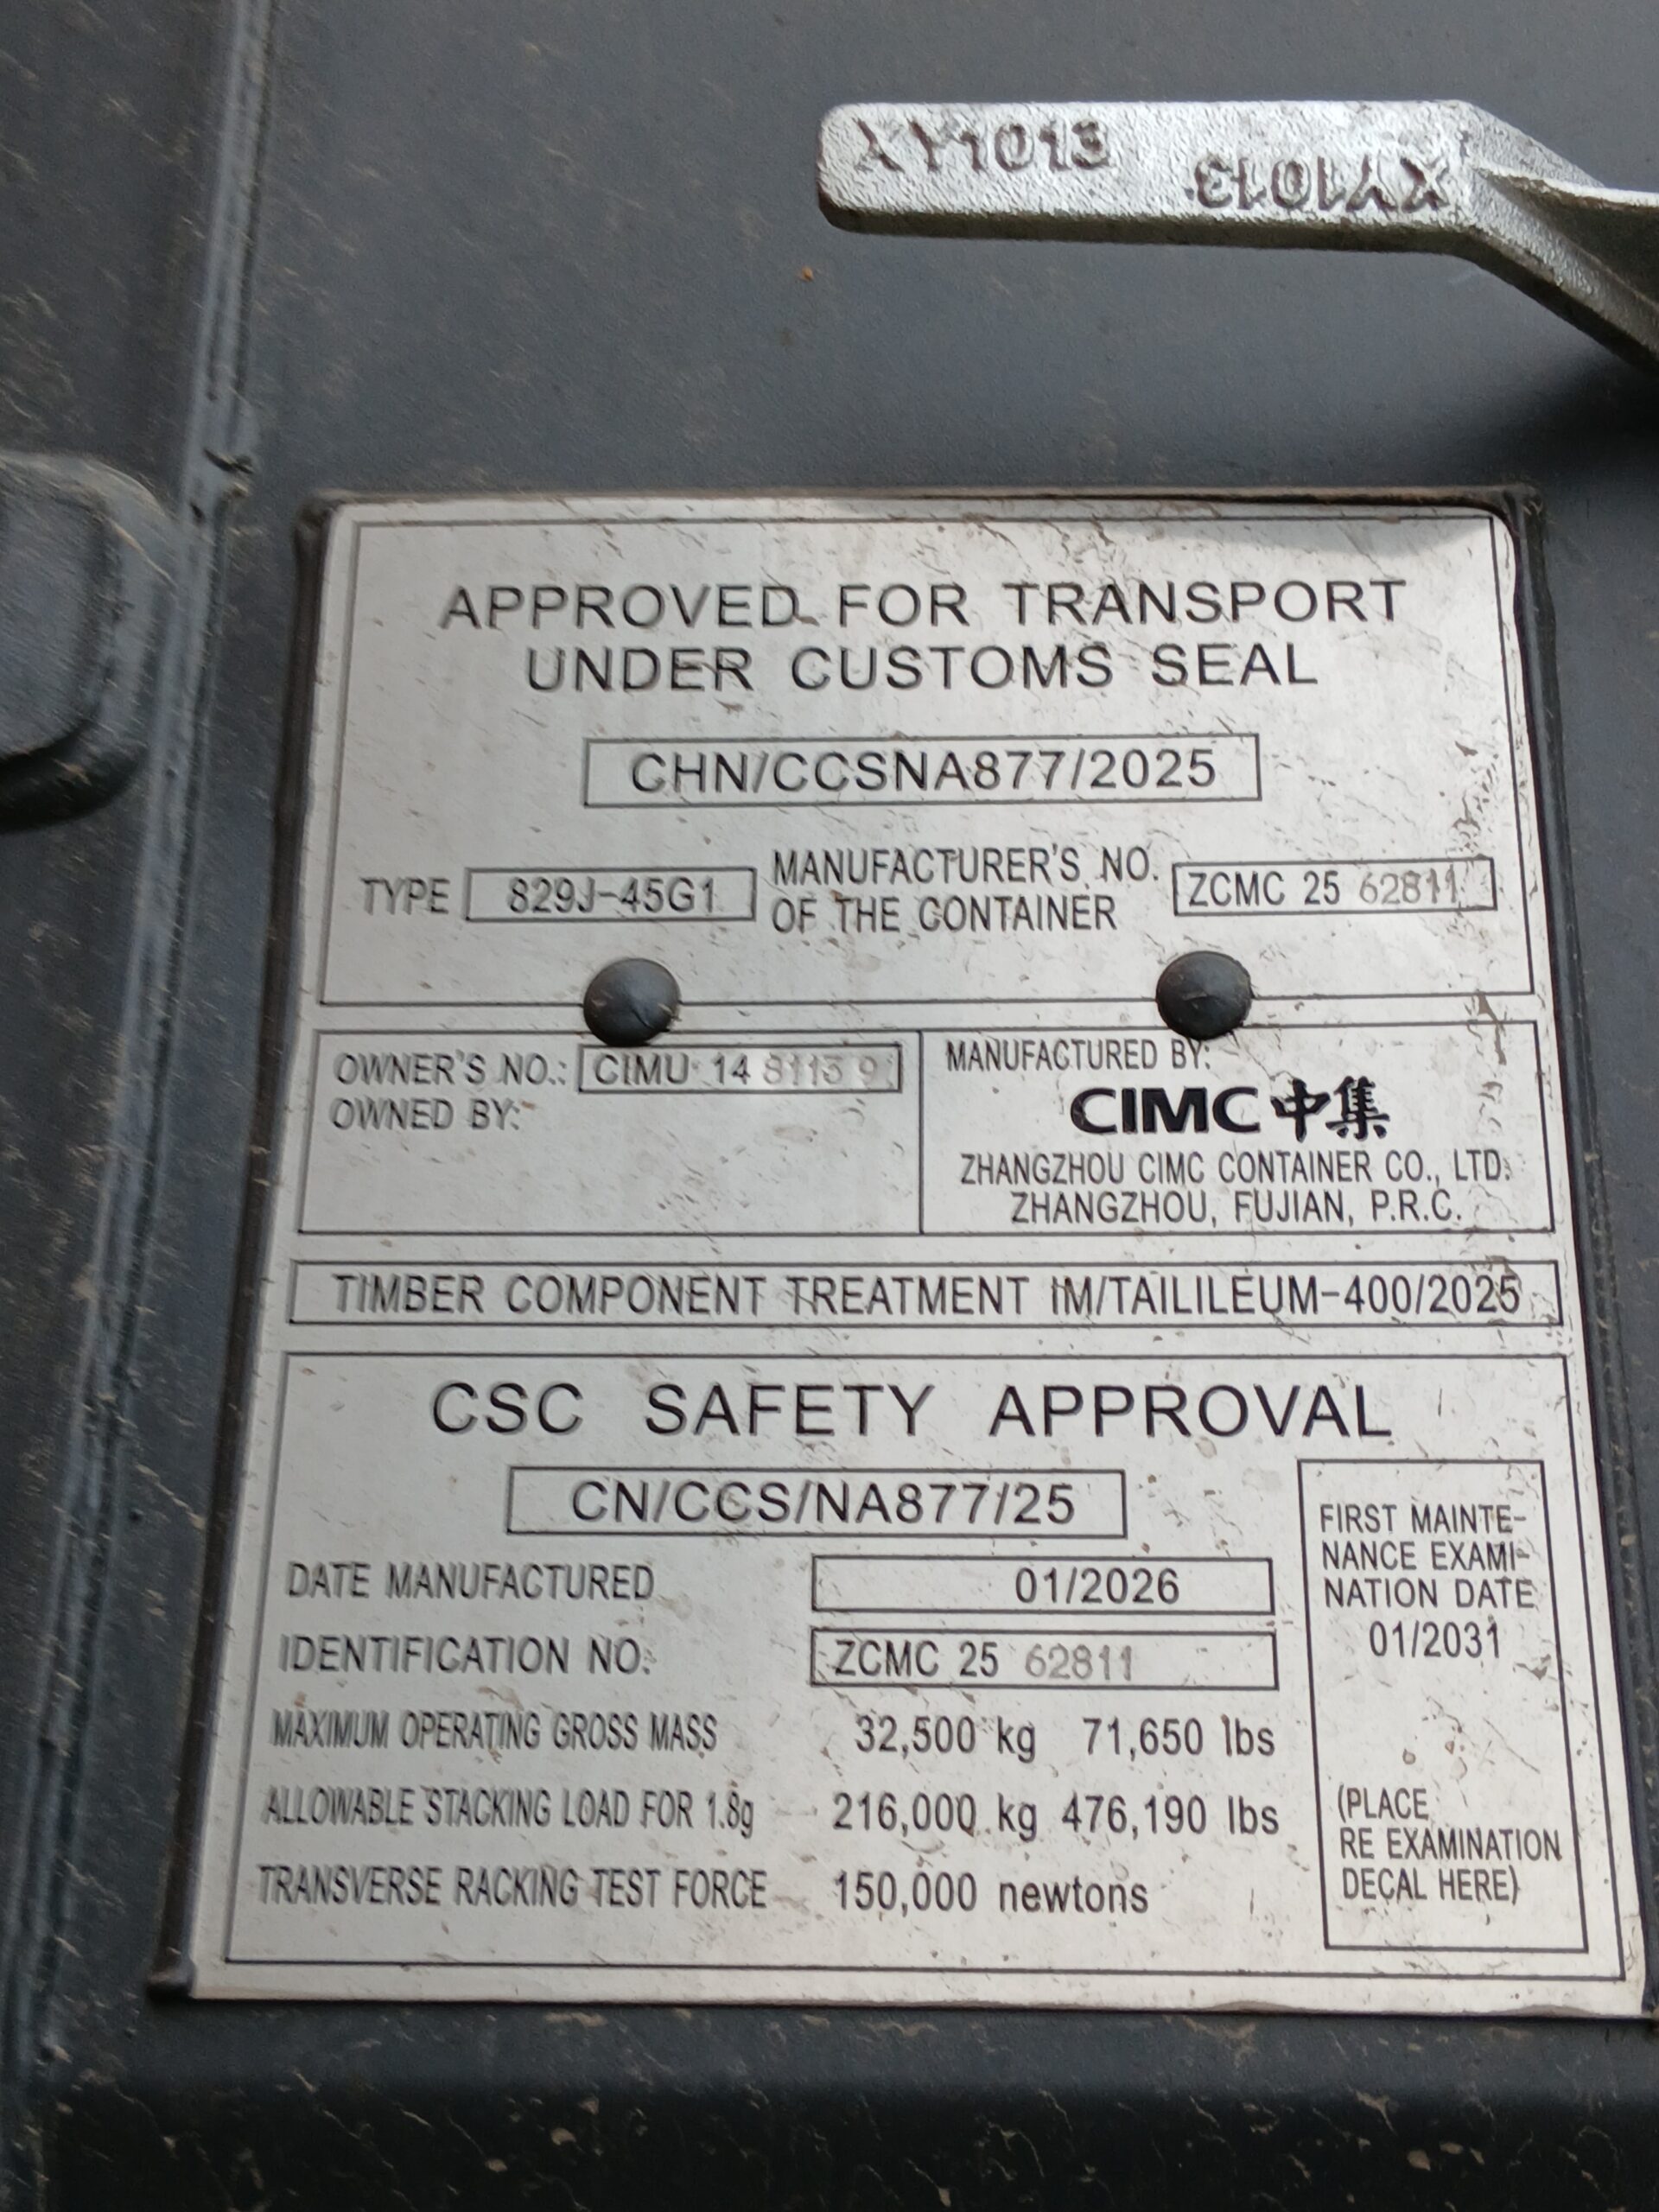 XY1013
XY1013
APPROVED FOR TRANSPORT
UNDER CUSTOMS SEAL
CHN/CCSNA877/2025
TYPE 829J-45G1
MANUFACTURER'S NO.
OF THE CONTAINER
ZCMC 25 62811
OWNER'S NO.: CIMU 14 8113 9
OWNED BY:
MANUFACTURED BY:
CIMC 中集
ZHANGZHOU CIMC CONTAINER CO., LTD.
ZHANGZHOU, FUJIAN, P.R.C.
TIMBER COMPONENT TREATMENT IM/TAILILEUM-400/2025
CSC SAFETY APPROVAL
CN/CCS/NA877/25
DATE MANUFACTURED 01/2026
IDENTIFICATION NO. ZCMC 25 62811
MAXIMUM OPERATING GROSS MASS 32,500 kg 71,650 lbs
ALLOWABLE STACKING LOAD FOR 1.8g 216,000 kg 476,190 lbs
TRANSVERSE RACKING TEST FORCE 150,000 newtons
FIRST MAINTE-
NANCE EXAMI-
NATION DATE
01/2031
(PLACE
RE EXAMINATION
DECAL HERE)